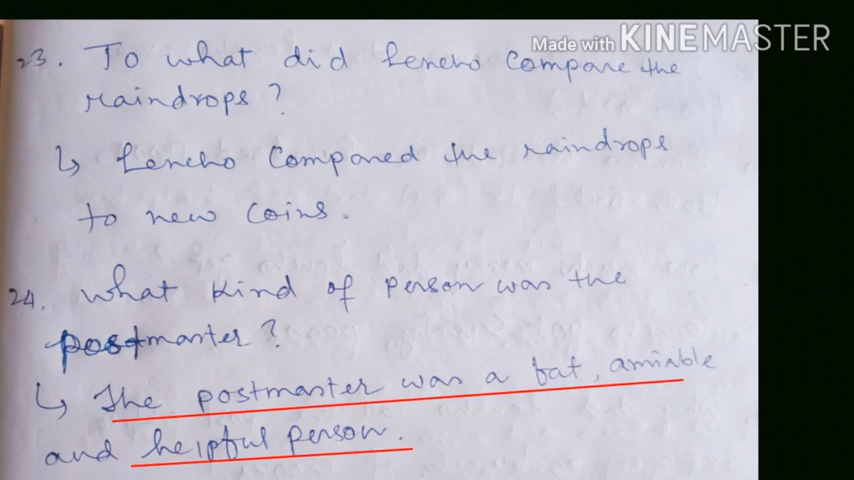 Made with KINEMASTER
23. To what did Lencho compare the
raindrops?
↳ Lencho compared the raindrops
to new coins.
24. What kind of person was the
postmaster?
↳ The postmaster was a fat, amiable
and helpful person.